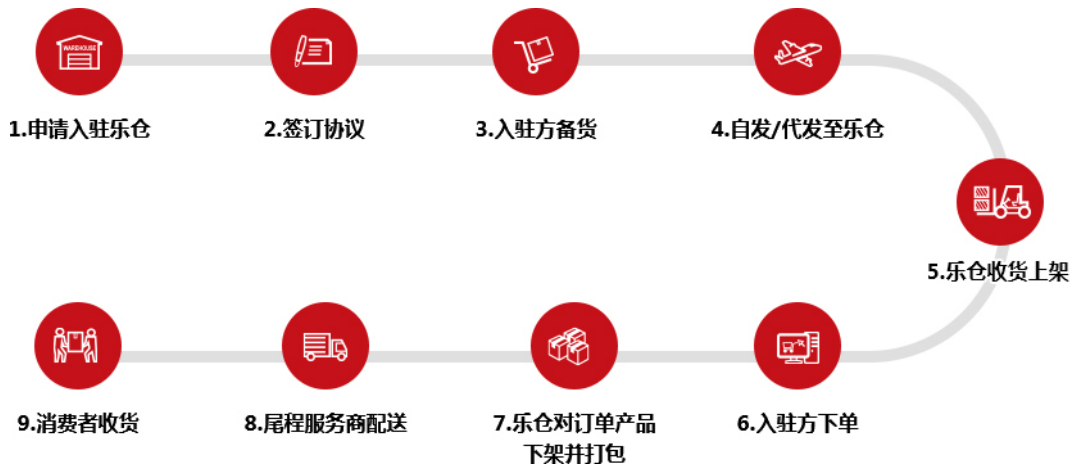 WAREHOUSE
1.申请入驻乐仓
2.签订协议
3.入驻方备货
4.自发/代发至乐仓
5.乐仓收货上架
6.入驻方下单
7.乐仓对订单产品
下架并打包
8.尾程服务商配送
9.消费者收货